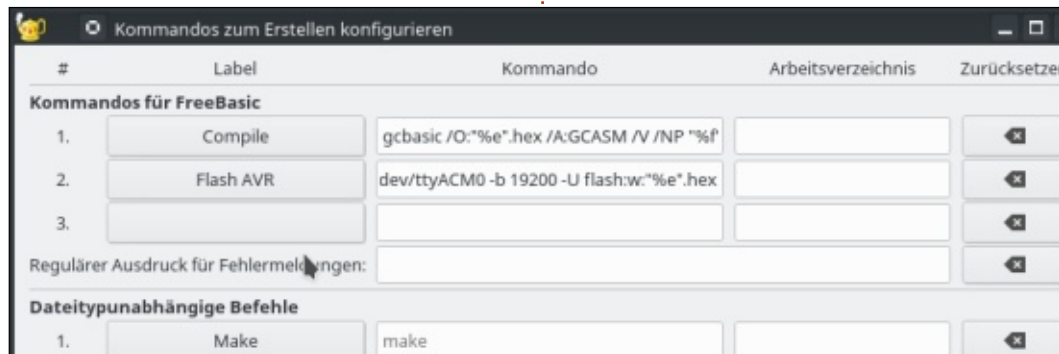 Kommandos zum Erstellen konfigurieren
# Label Kommando Arbeitsverzeichnis Zurücksetze
Kommandos für FreeBasic
1. Compile gcbasic /O:"%e".hex /A:GCASM /V /NP "%f"
2. Flash AVR dev/ttyACM0 -b 19200 -U flash:w:"%e".hex
3.
Regulärer Ausdruck für Fehlermeldungen:
Dateitypunabhängige Befehle
1. Make make